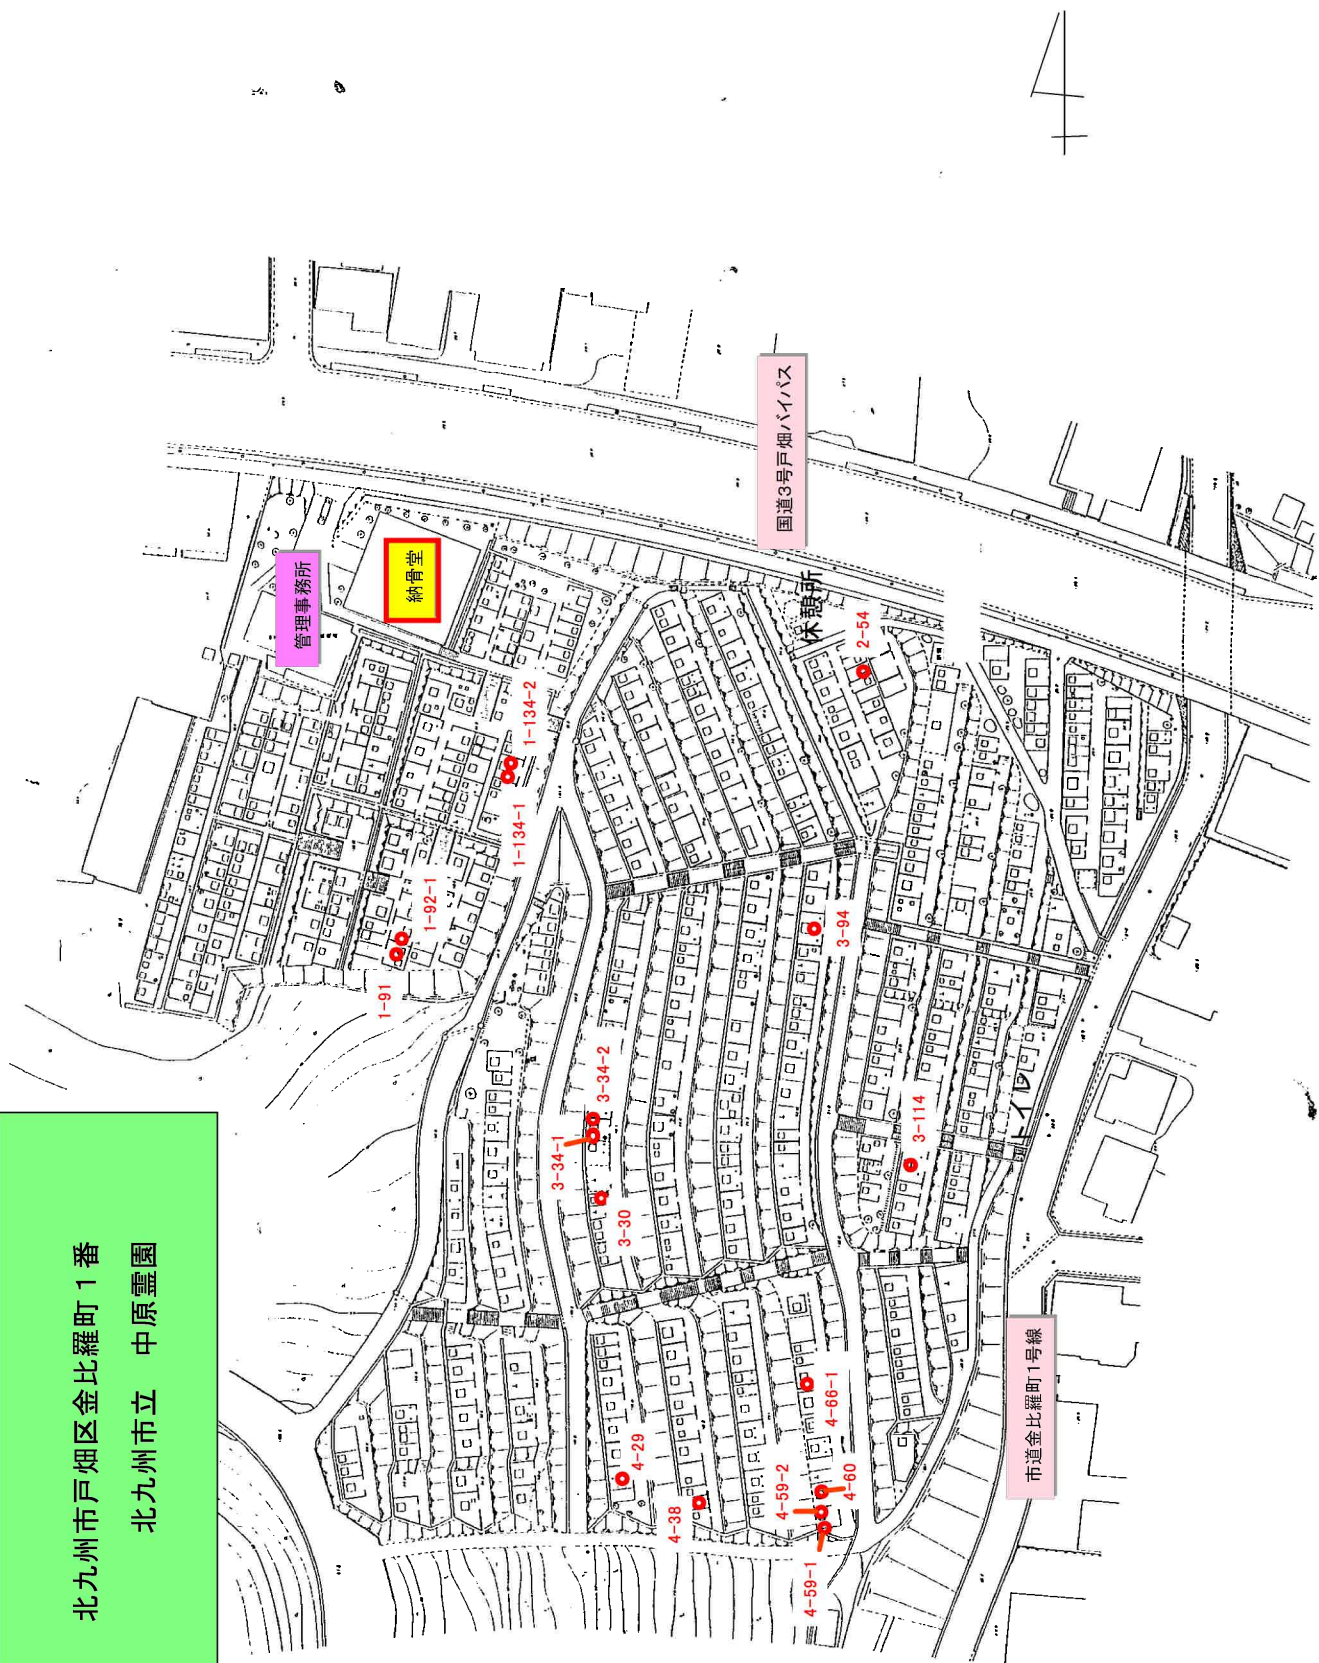 北九州市戸畑区金比羅町１番
北九州市立 中原霊園
管理事務所
納骨堂
国道3号戸畑バイパス
休憩所
2-54
1-134-2
1-134-1
1-92-1
1-91
3-94
3-34-2
3-34-1
3-30
3-114
トイレ
4-29
4-38
4-66-1
4-60
4-59-2
4-59-1
市道金比羅町1号線